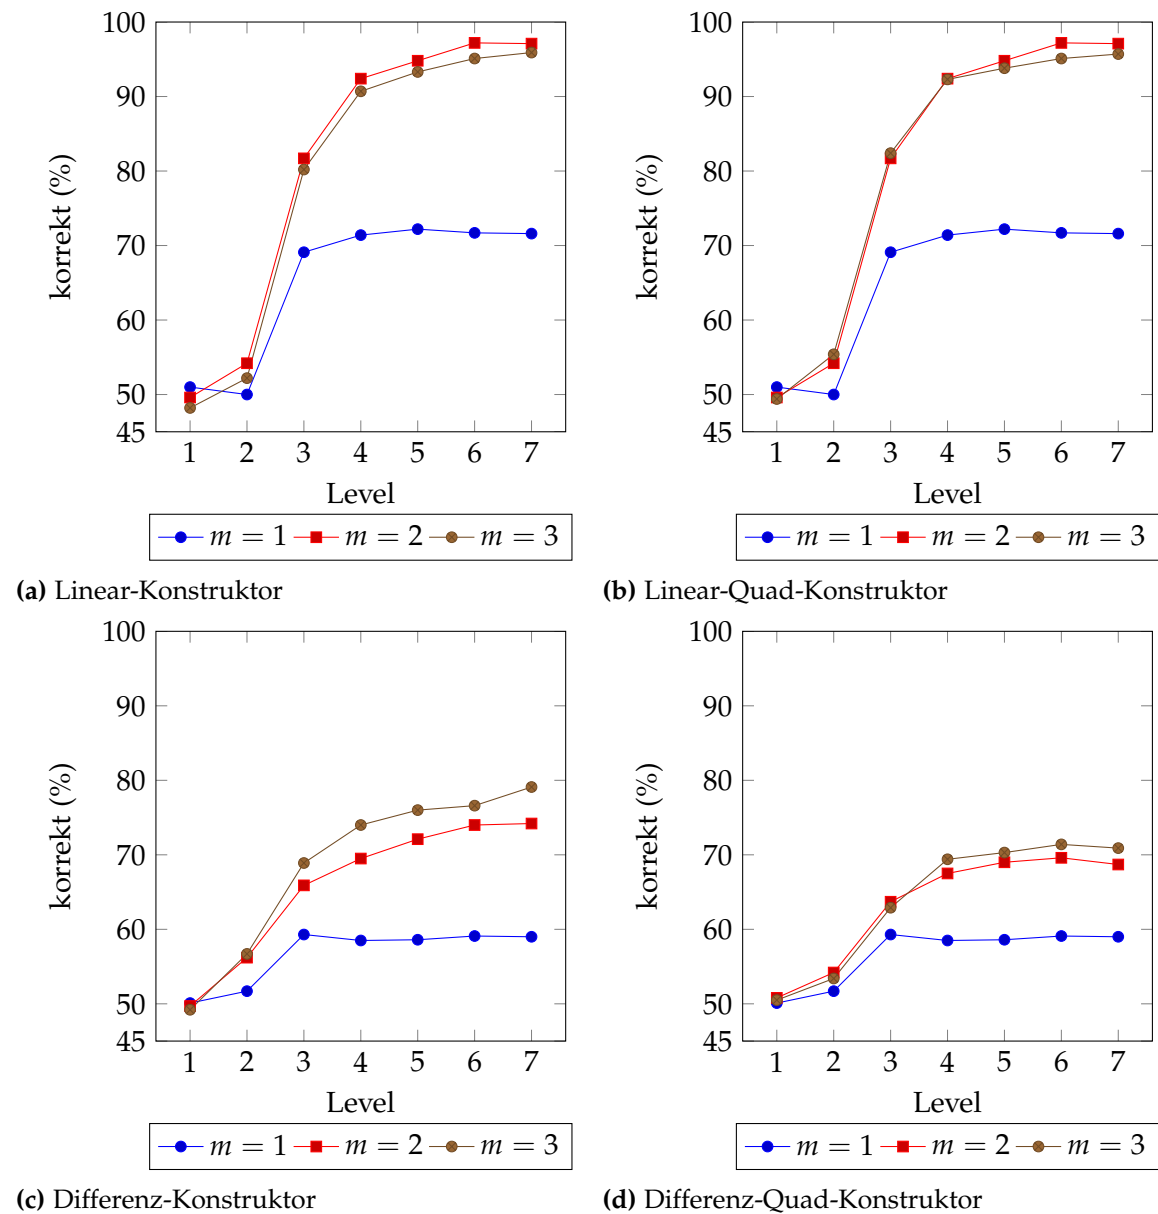 100
90
80
70
60
50
45
korrekt (%)
1 2 3 4 5 6 7
Level
m = 1 m = 2 m = 3
(a) Linear-Konstruktor
100
90
80
70
60
50
45
korrekt (%)
1 2 3 4 5 6 7
Level
m = 1 m = 2 m = 3
(b) Linear-Quad-Konstruktor
100
90
80
70
60
50
45
korrekt (%)
1 2 3 4 5 6 7
Level
m = 1 m = 2 m = 3
(c) Differenz-Konstruktor
100
90
80
70
60
50
45
korrekt (%)
1 2 3 4 5 6 7
Level
m = 1 m = 2 m = 3
(d) Differenz-Quad-Konstruktor